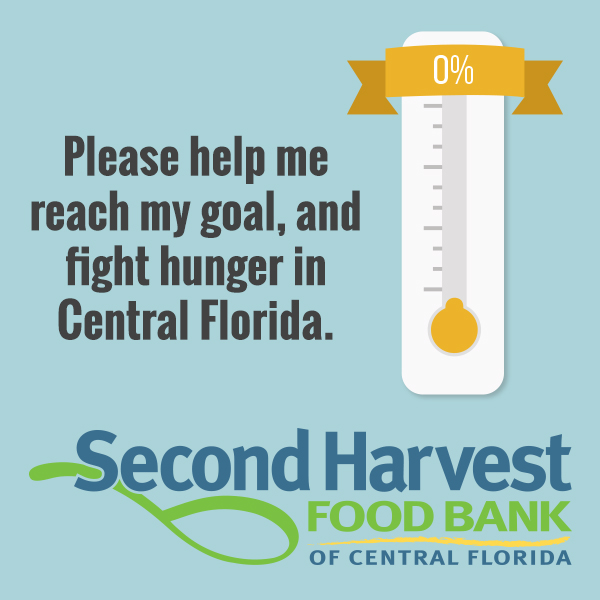 0%
Please help me
reach my goal, and
fight hunger in
Central Florida.
Second Harvest
FOOD BANK
OF CENTRAL FLORIDA